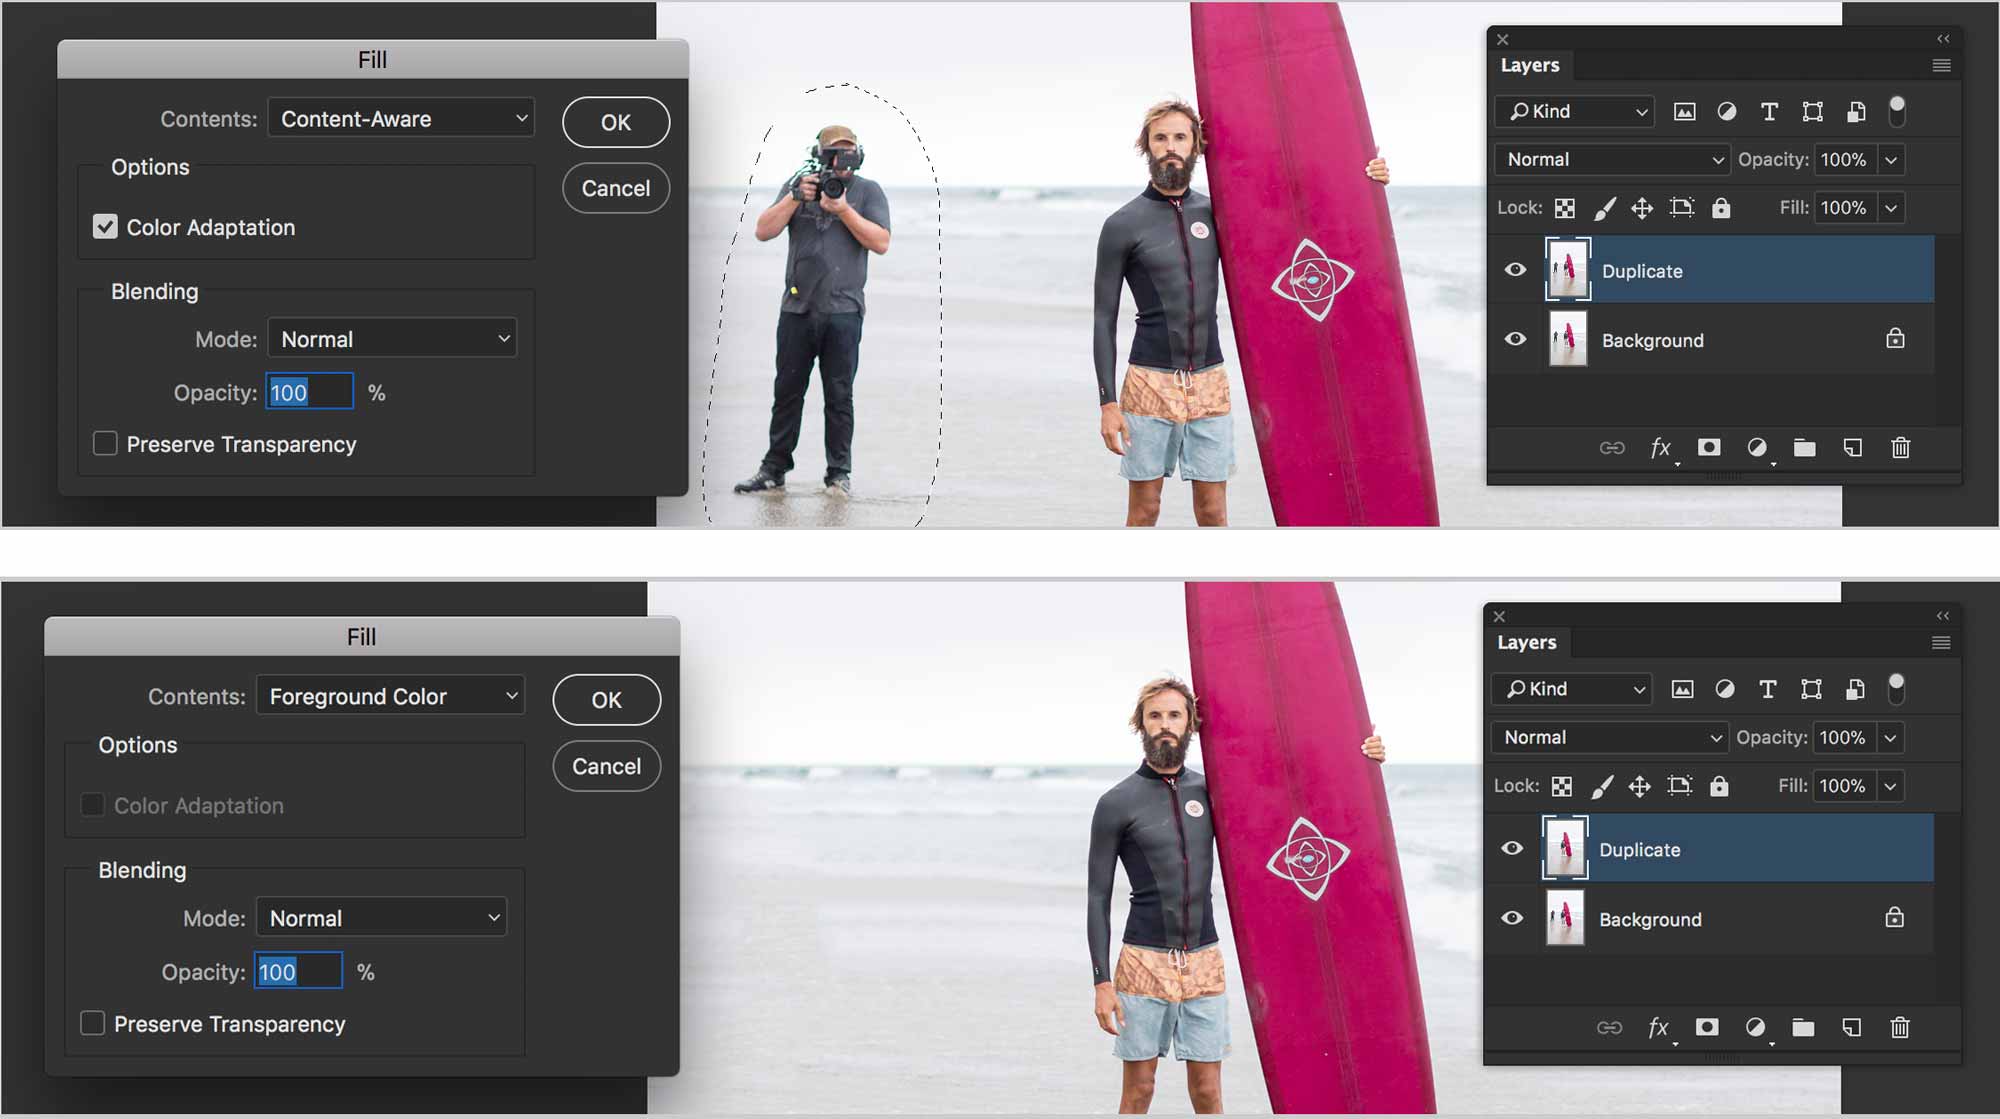 Fill
Contents: Content-Aware
OK
Options
Cancel
Color Adaptation
Blending
Mode: Normal
Opacity: 100 %
Preserve Transparency
Layers
Kind
Normal Opacity: 100%
Lock: Fill: 100%
Duplicate
Background
fx
Fill
Contents: Foreground Color
OK
Options
Cancel
Color Adaptation
Blending
Mode: Normal
Opacity: 100 %
Preserve Transparency
Layers
Kind
Normal Opacity: 100%
Lock: Fill: 100%
Duplicate
Background
fx